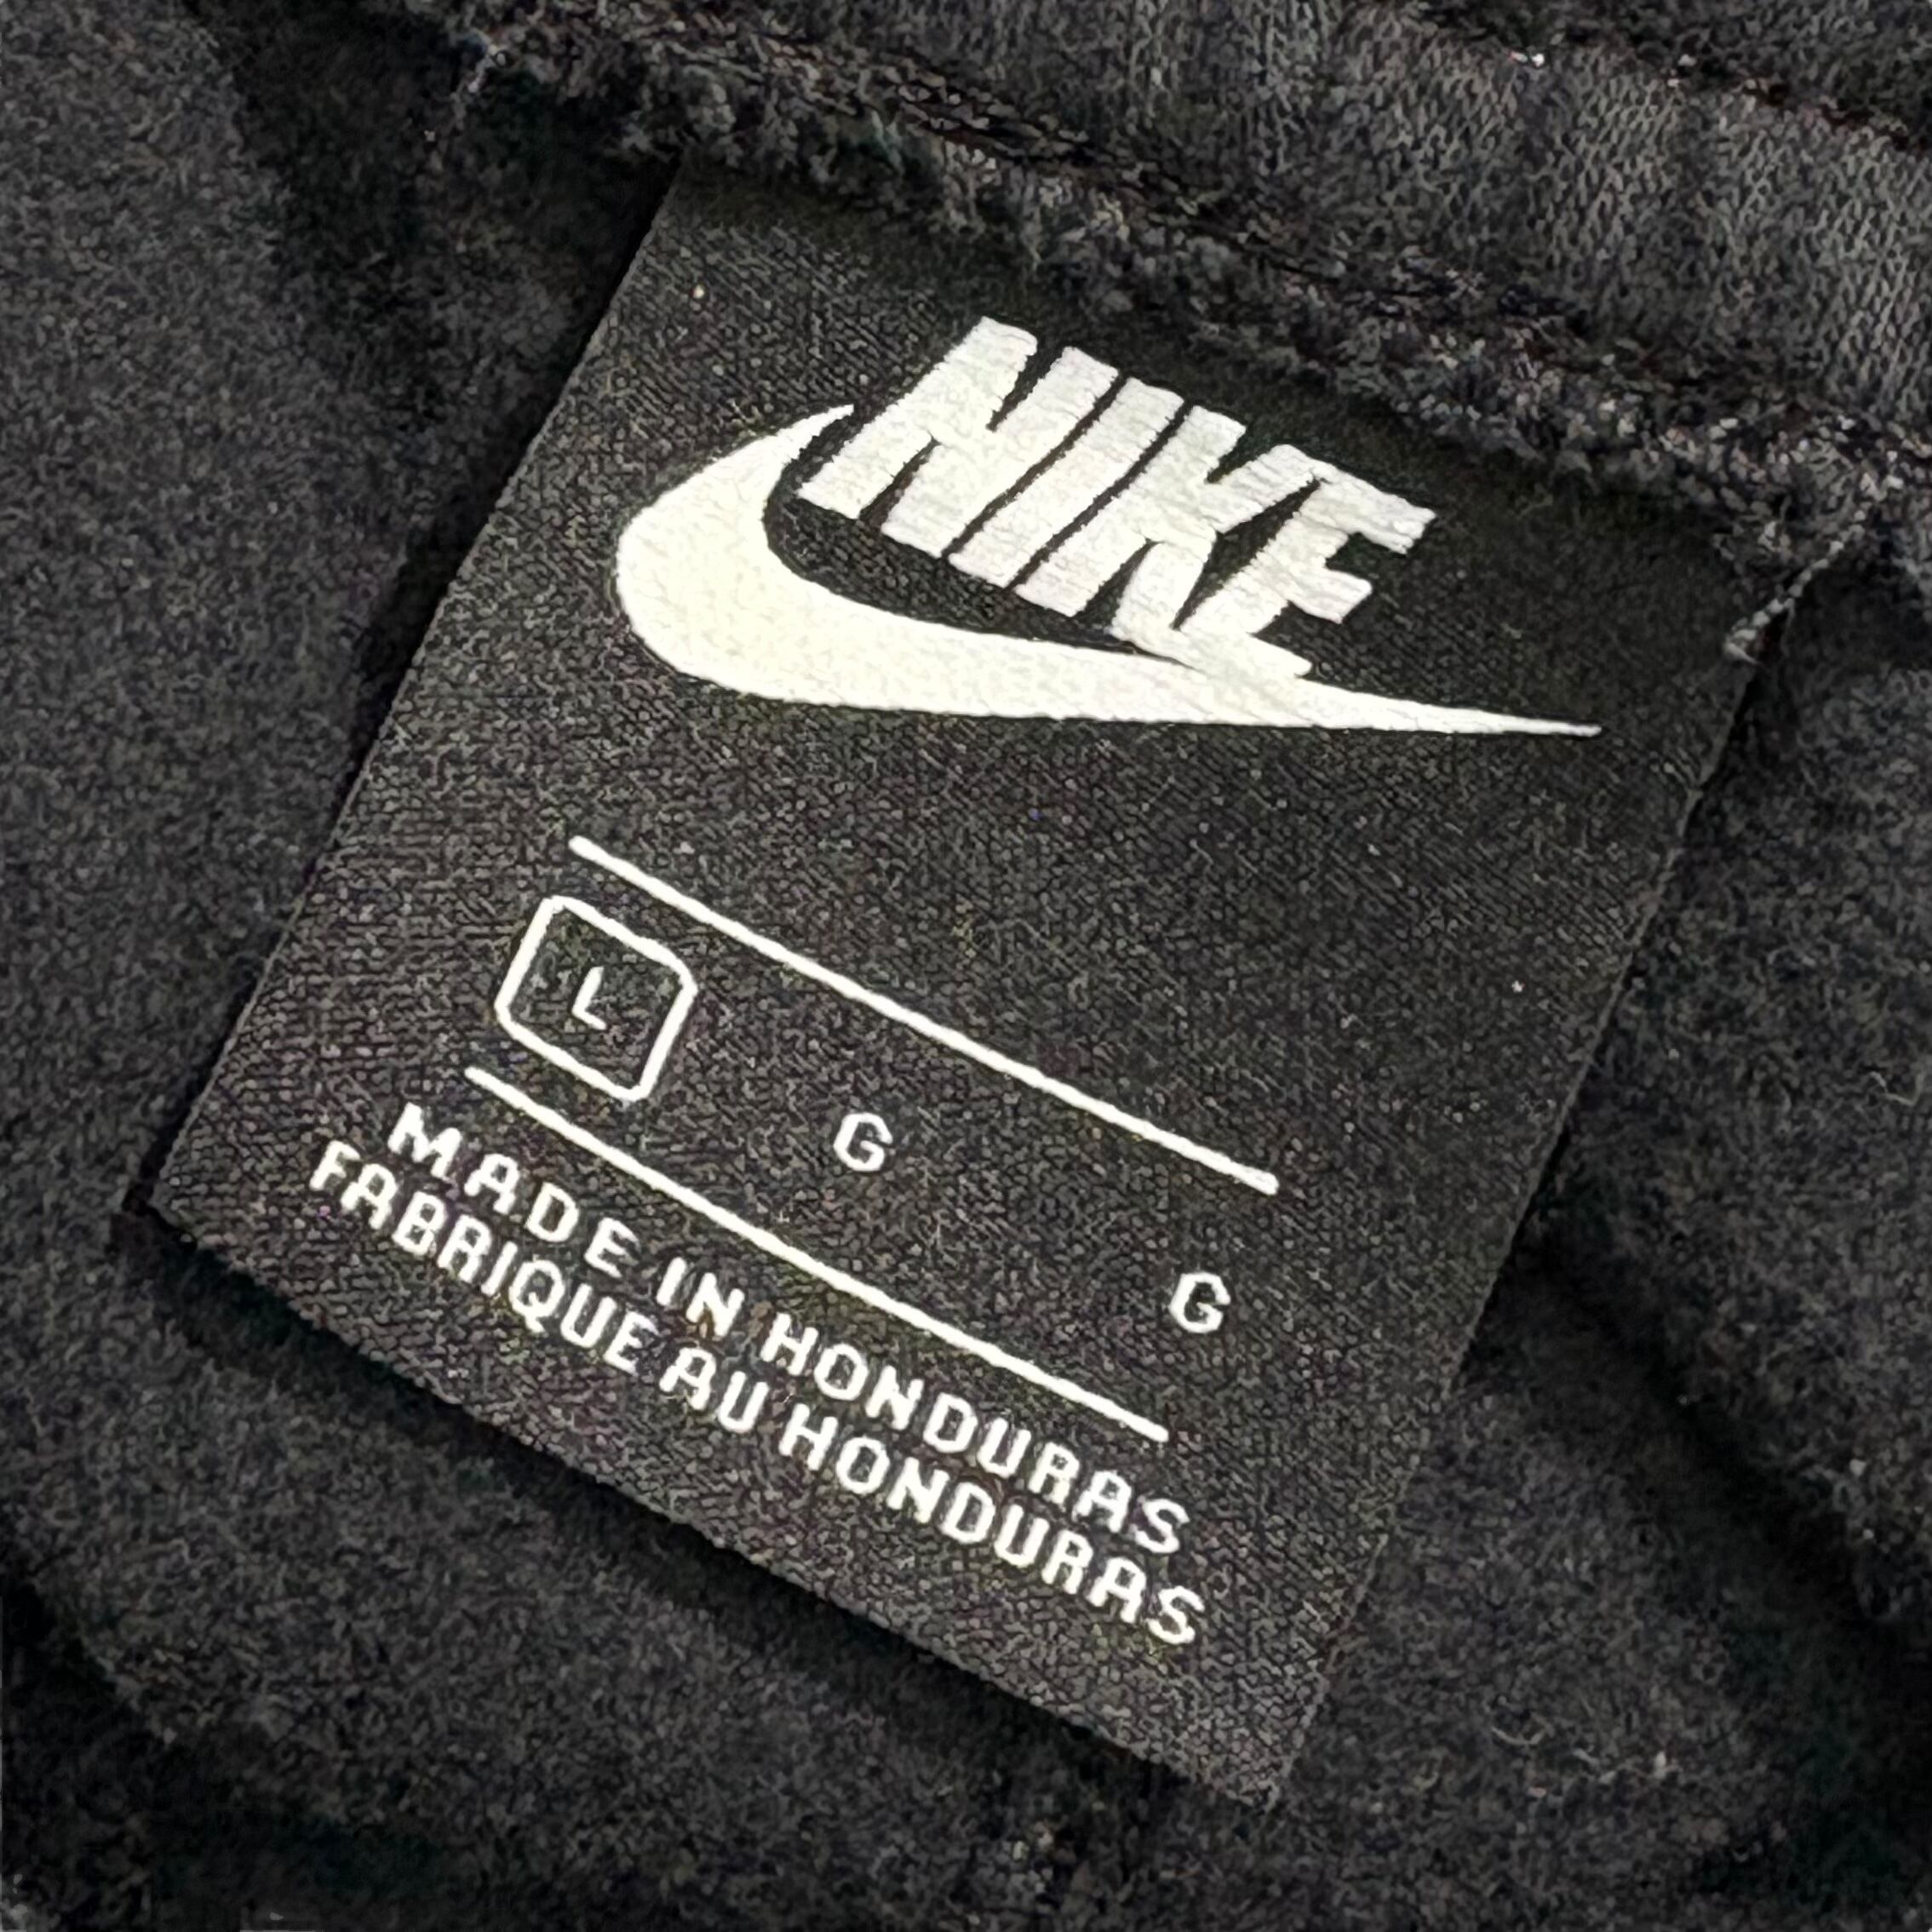 NIKE
L G G
MADE IN HONDURAS
FABRIQUE AU HONDURAS